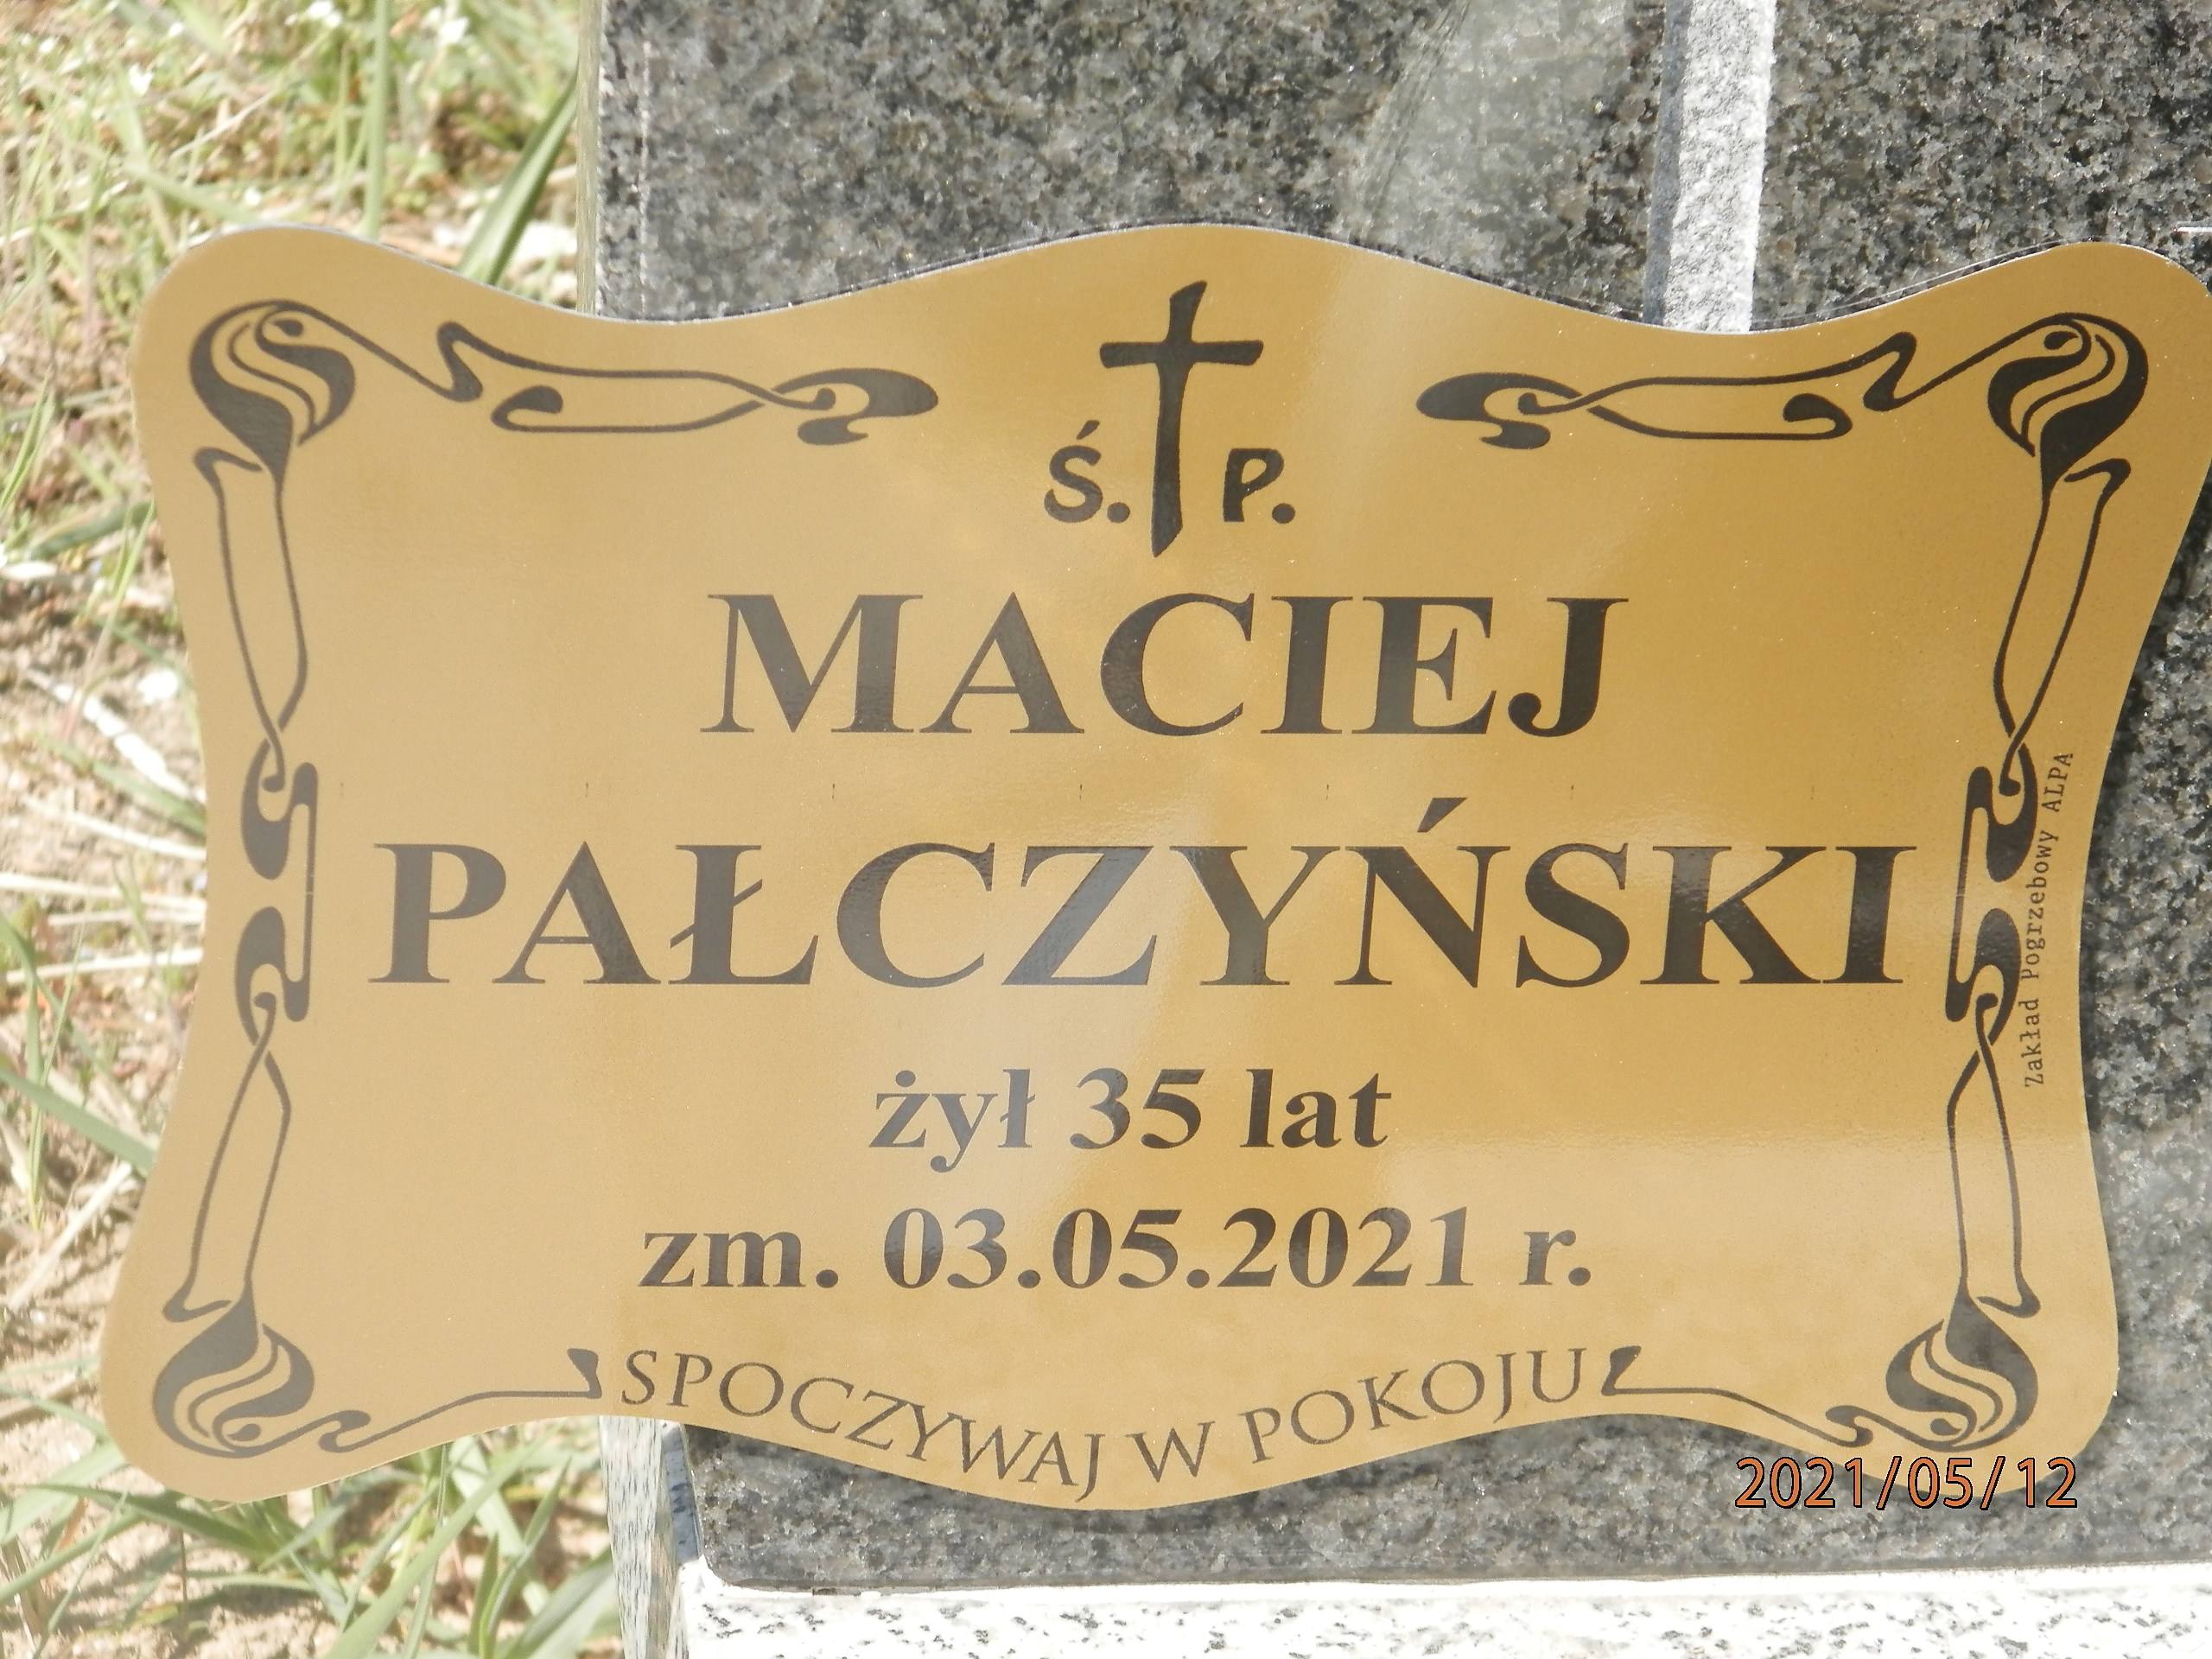 Ś. P.
MACIEJ
PAŁCZYŃSKI
żył 35 lat
zm. 03.05.2021 r.
SPOCZYWAJ W POKOJU
Zakład Pogrzebowy ALPA
2021/05/12